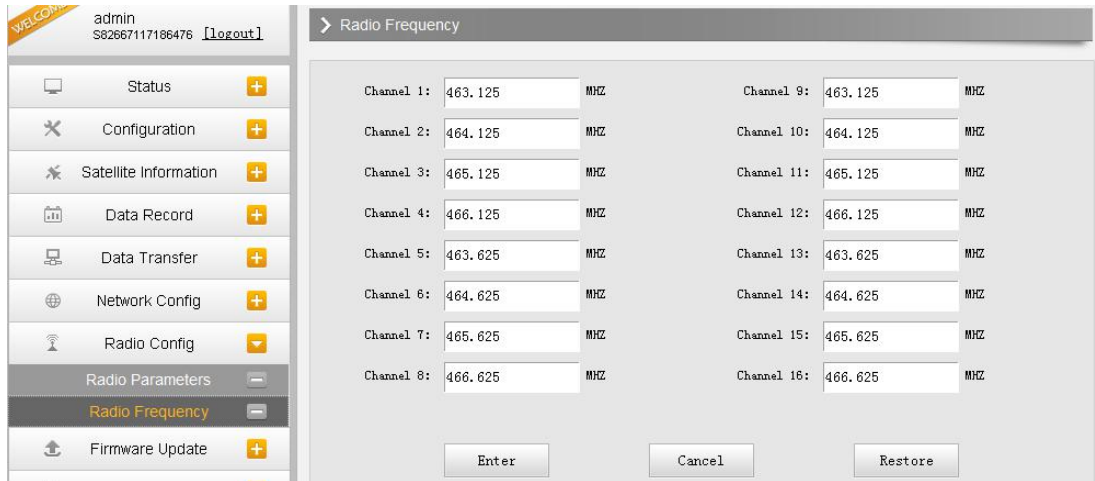 WELCOME
admin
S82667117186476 [logout]
Status
Configuration
Satellite Information
Data Record
Data Transfer
Network Config
Radio Config
Radio Parameters
Radio Frequency
Firmware Update
Radio Frequency
Channel 1: 463.125 MHZ Channel 9: 463.125 MHZ
Channel 2: 464.125 MHZ Channel 10: 464.125 MHZ
Channel 3: 465.125 MHZ Channel 11: 465.125 MHZ
Channel 4: 466.125 MHZ Channel 12: 466.125 MHZ
Channel 5: 463.625 MHZ Channel 13: 463.625 MHZ
Channel 6: 464.625 MHZ Channel 14: 464.625 MHZ
Channel 7: 465.625 MHZ Channel 15: 465.625 MHZ
Channel 8: 466.625 MHZ Channel 16: 466.625 MHZ
Enter Cancel Restore